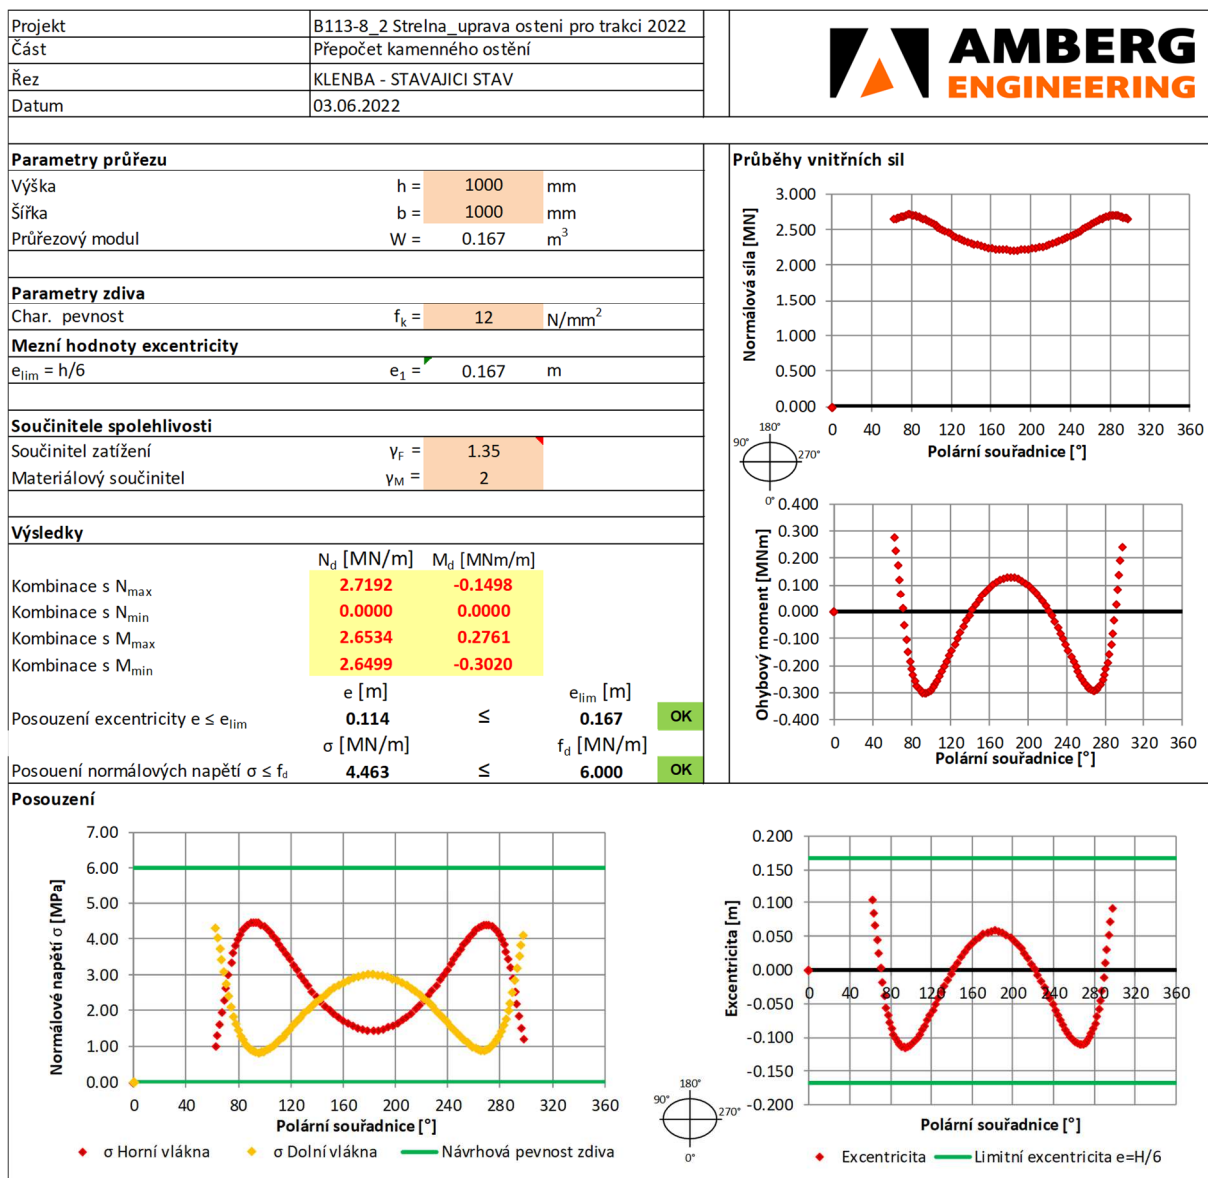 Projekt B113-8_2 Strelna_uprava osteni pro trakci 2022
Část Přepočet kamenného ostění
Řez KLENBA - STAVAJICI STAV
Datum 03.06.2022
AMBERG
ENGINEERING
Parametry průřezu
Výška h = 1000 mm
Šířka b = 1000 mm
Průřezový modul W = 0.167 m³
Parametry zdiva
Char. pevnost fk = 12 N/mm²
Mezní hodnoty excentricity
elim = h/6 e1 = 0.167 m
Součinitele spolehlivosti
Součinitel zatížení γF = 1.35
Materiálový součinitel γM = 2
Výsledky
Nd [MN/m] Md [MNm/m]
Kombinace s Nmax 2.7192 -0.1498
Kombinace s Nmin 0.0000 0.0000
Kombinace s Mmax 2.6534 0.2761
Kombinace s Mmin 2.6499 -0.3020
e [m] elim [m]
Posouzení excentricity e ≤ elim 0.114 ≤ 0.167 OK
σ [MN/m] fd [MN/m]
Posouení normálových napětí σ ≤ fd 4.463 ≤ 6.000 OK
Průběhy vnitřních sil
Normálová síla [MN]
3.000
2.500
2.000
1.500
1.000
0.500
0.000
0 40 80 120 160 200 240 280 320 360
Polární souřadnice [°]
180°
90° 270°
0°
Ohybový moment [MNm]
0.400
0.300
0.200
0.100
0.000
-0.100
-0.200
-0.300
-0.400
0 40 80 120 160 200 240 280 320 360
Polární souřadnice [°]
Posouzení
Normálové napětí σ [MPa]
7.00
6.00
5.00
4.00
3.00
2.00
1.00
0.00
0 40 80 120 160 200 240 280 320 360
Polární souřadnice [°]
σ Horní vlákna σ Dolní vlákna Návrhová pevnost zdiva
180°
90° 270°
0°
Excentricita [m]
0.200
0.150
0.100
0.050
0.000
-0.050
-0.100
-0.150
-0.200
0 40 80 120 160 200 240 280 320 360
Polární souřadnice [°]
Excentricita Limitní excentricita e=H/6